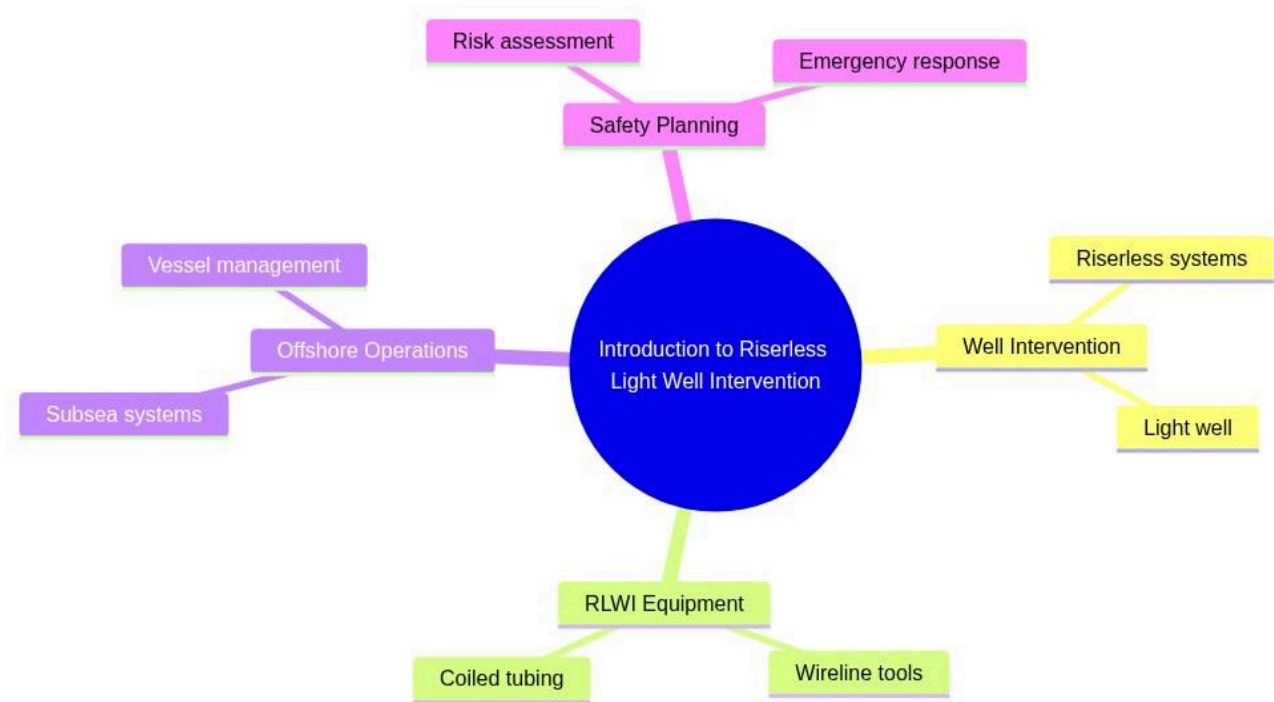 Risk assessment
Emergency response
Safety Planning
Vessel management
Offshore Operations
Subsea systems
Introduction to Riserless
Light Well Intervention
Riserless systems
Well Intervention
Light well
RLWI Equipment
Coiled tubing
Wireline tools